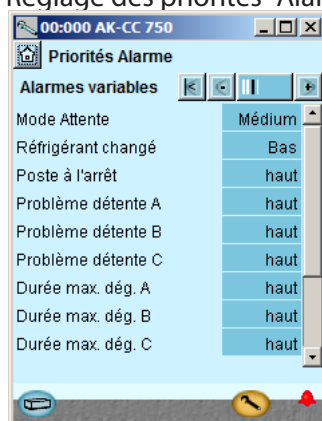 Réglage des priorités Alar
00:000 AK-CC 750
Priorités Alarme
Alarmes variables
Mode Attente Médium
Réfrigérant changé Bas
Poste à l'arrêt haut
Problème détente A haut
Problème détente B haut
Problème détente C haut
Durée max. dég. A haut
Durée max. dég. B haut
Durée max. dég. C haut